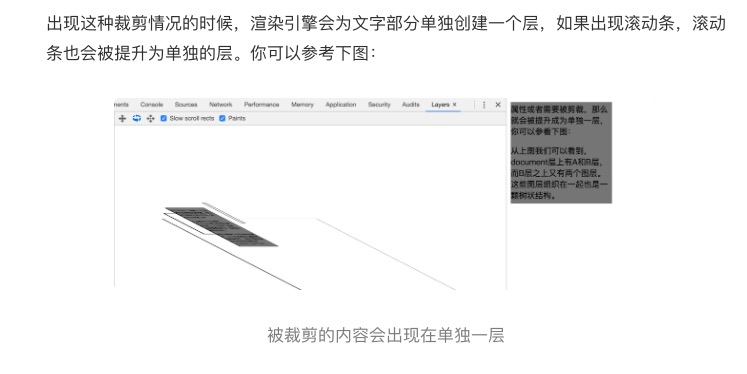 出现这种裁剪情况的时候，渲染引擎会为文字部分单独创建一个层，如果出现滚动条，滚动
条也会被提升为单独的层。你可以参考下图：
ments Console Sources Network Performance Memory Application Security Audits Layers ×
Slow scroll rects Paints
属性或者需要被剪裁，那么
就会被提升成为单独一层，
你可以参看下图：
从上图我们可以看到，
document层上有A和B层，
而B层之上又有两个图层。
这些图层组织在一起也是一
颗树状结构。
被裁剪的内容会出现在单独一层